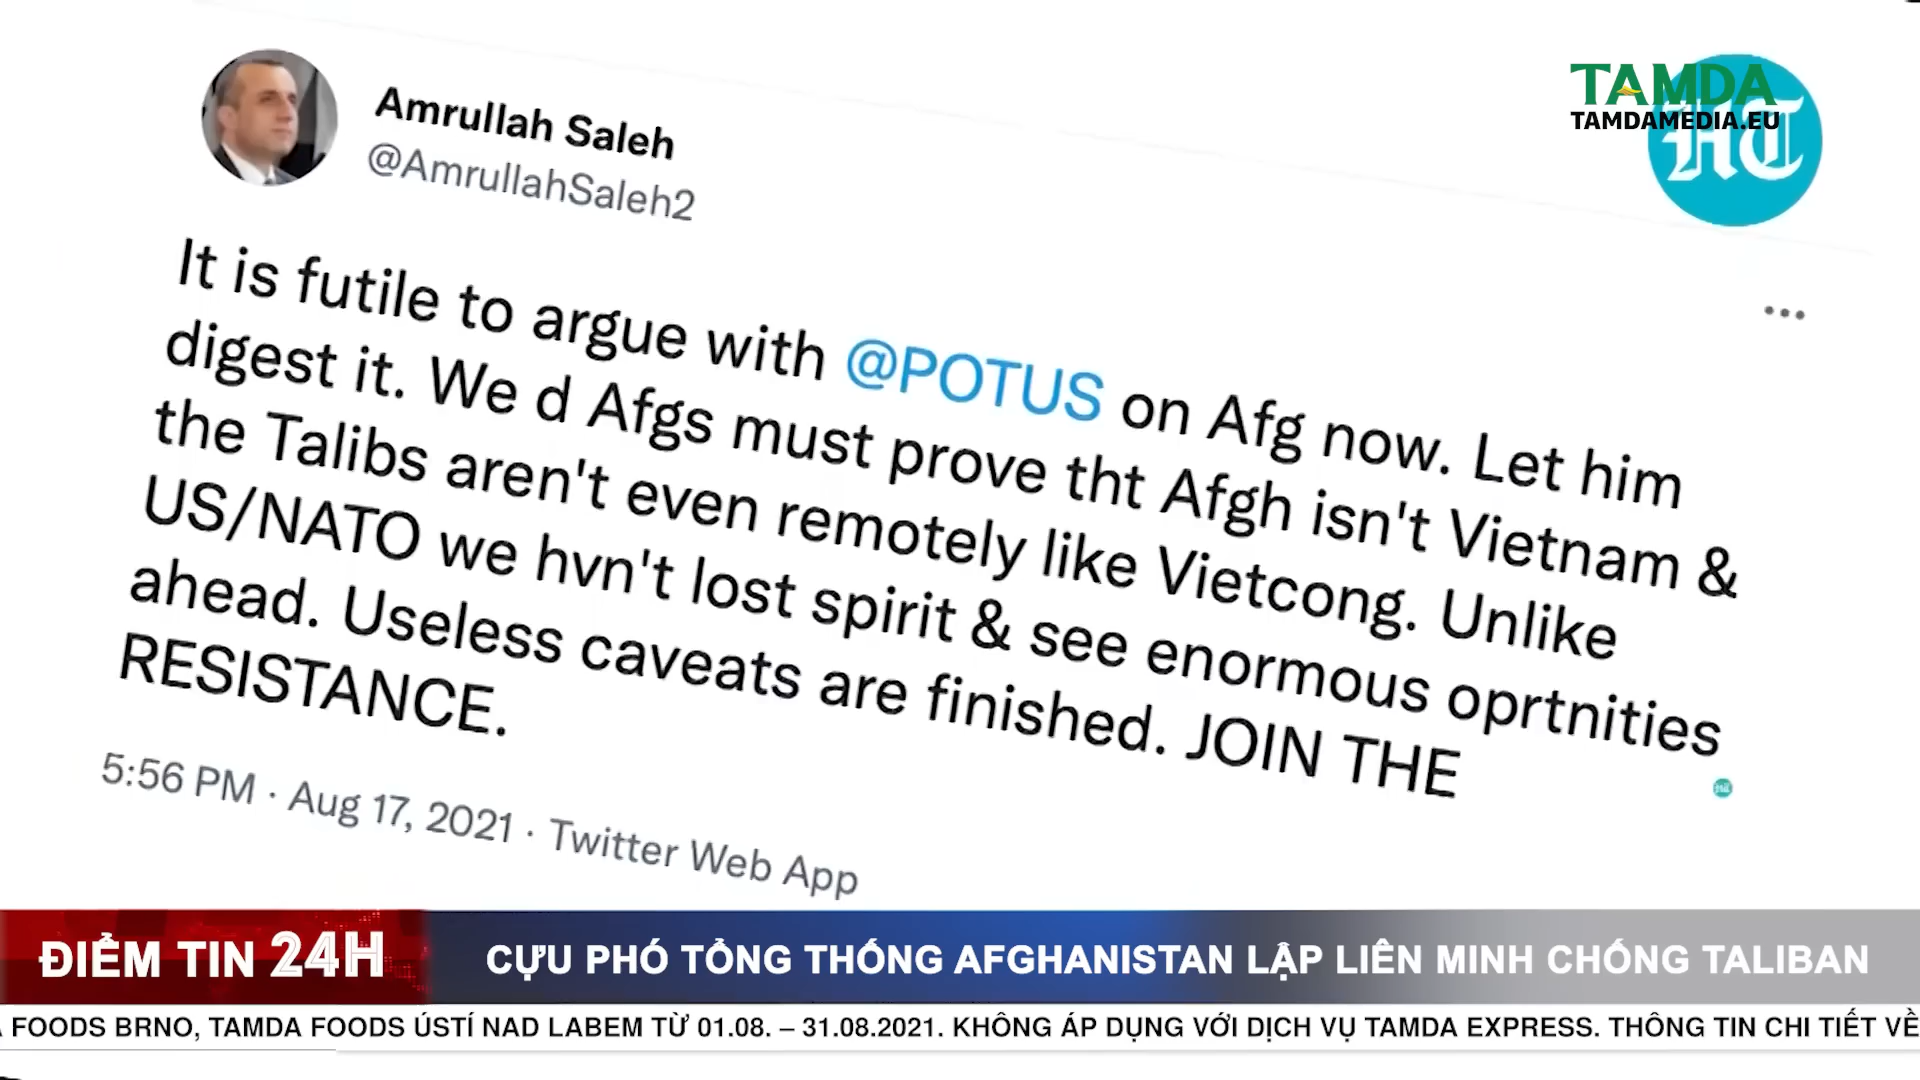 TAMDA
TAMDAMEDIA.EU
HT
Amrullah Saleh
@AmrullahSaleh2
It is futile to argue with @POTUS on Afg now. Let him
digest it. We d Afgs must prove tht Afgh isn't Vietnam &
the Talibs aren't even remotely like Vietcong. Unlike
US/NATO we hvn't lost spirit & see enormous oprtnities
ahead. Useless caveats are finished. JOIN THE
RESISTANCE.
5:56 PM · Aug 17, 2021 · Twitter Web App
ĐIỂM TIN 24H
CỰU PHÓ TỔNG THỐNG AFGHANISTAN LẬP LIÊN MINH CHỐNG TALIBAN
FOODS BRNO, TAMDA FOODS ÚSTÍ NAD LABEM TỪ 01.08. – 31.08.2021. KHÔNG ÁP DỤNG VỚI DỊCH VỤ TAMDA EXPRESS. THÔNG TIN CHI TIẾT VỀ